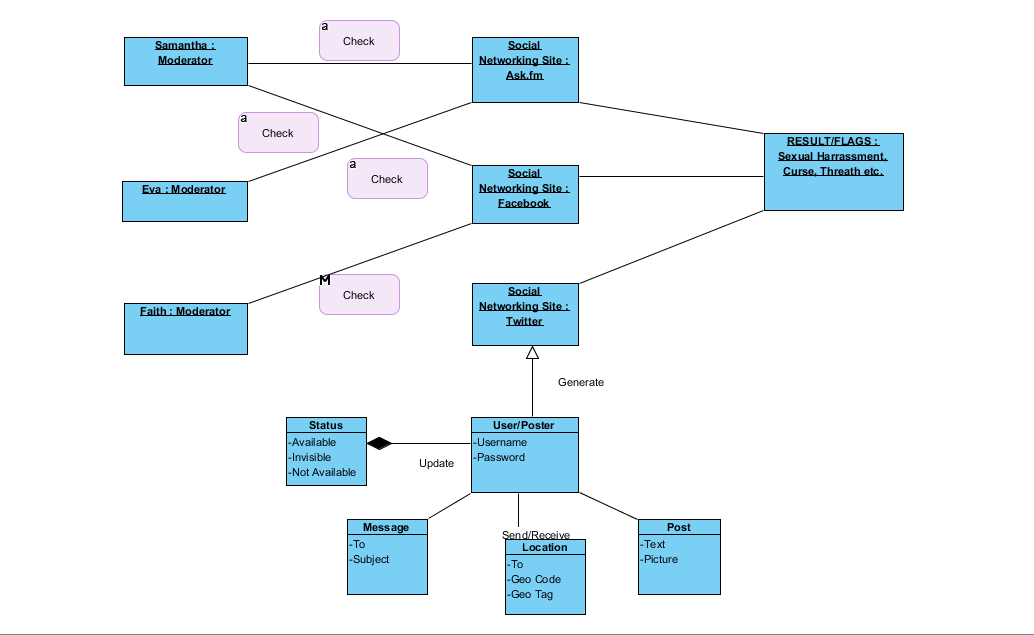 a
Check
Samantha :
Moderator
Social
Networking Site :
Ask.fm
a
Check
RESULT/FLAGS :
Sexual Harrassment,
Curse, Threath etc.
a
Check
Eva : Moderator
Social
Networking Site :
Facebook
M
Check
Faith : Moderator
Social
Networking Site :
Twitter
Generate
Status
-Available
-Invisible
-Not Available
Update
User/Poster
-Username
-Password
Message
-To
-Subject
Send/Receive
Location
-To
-Geo Code
-Geo Tag
Post
-Text
-Picture